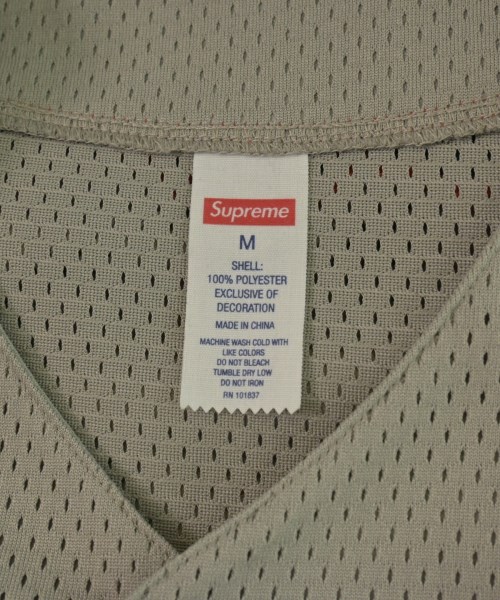 Supreme
M
SHELL:
100% POLYESTER
EXCLUSIVE OF
DECORATION
MADE IN CHINA
MACHINE WASH COLD WITH
LIKE COLORS
DO NOT BLEACH
TUMBLE DRY LOW
DO NOT IRON
RN 101837